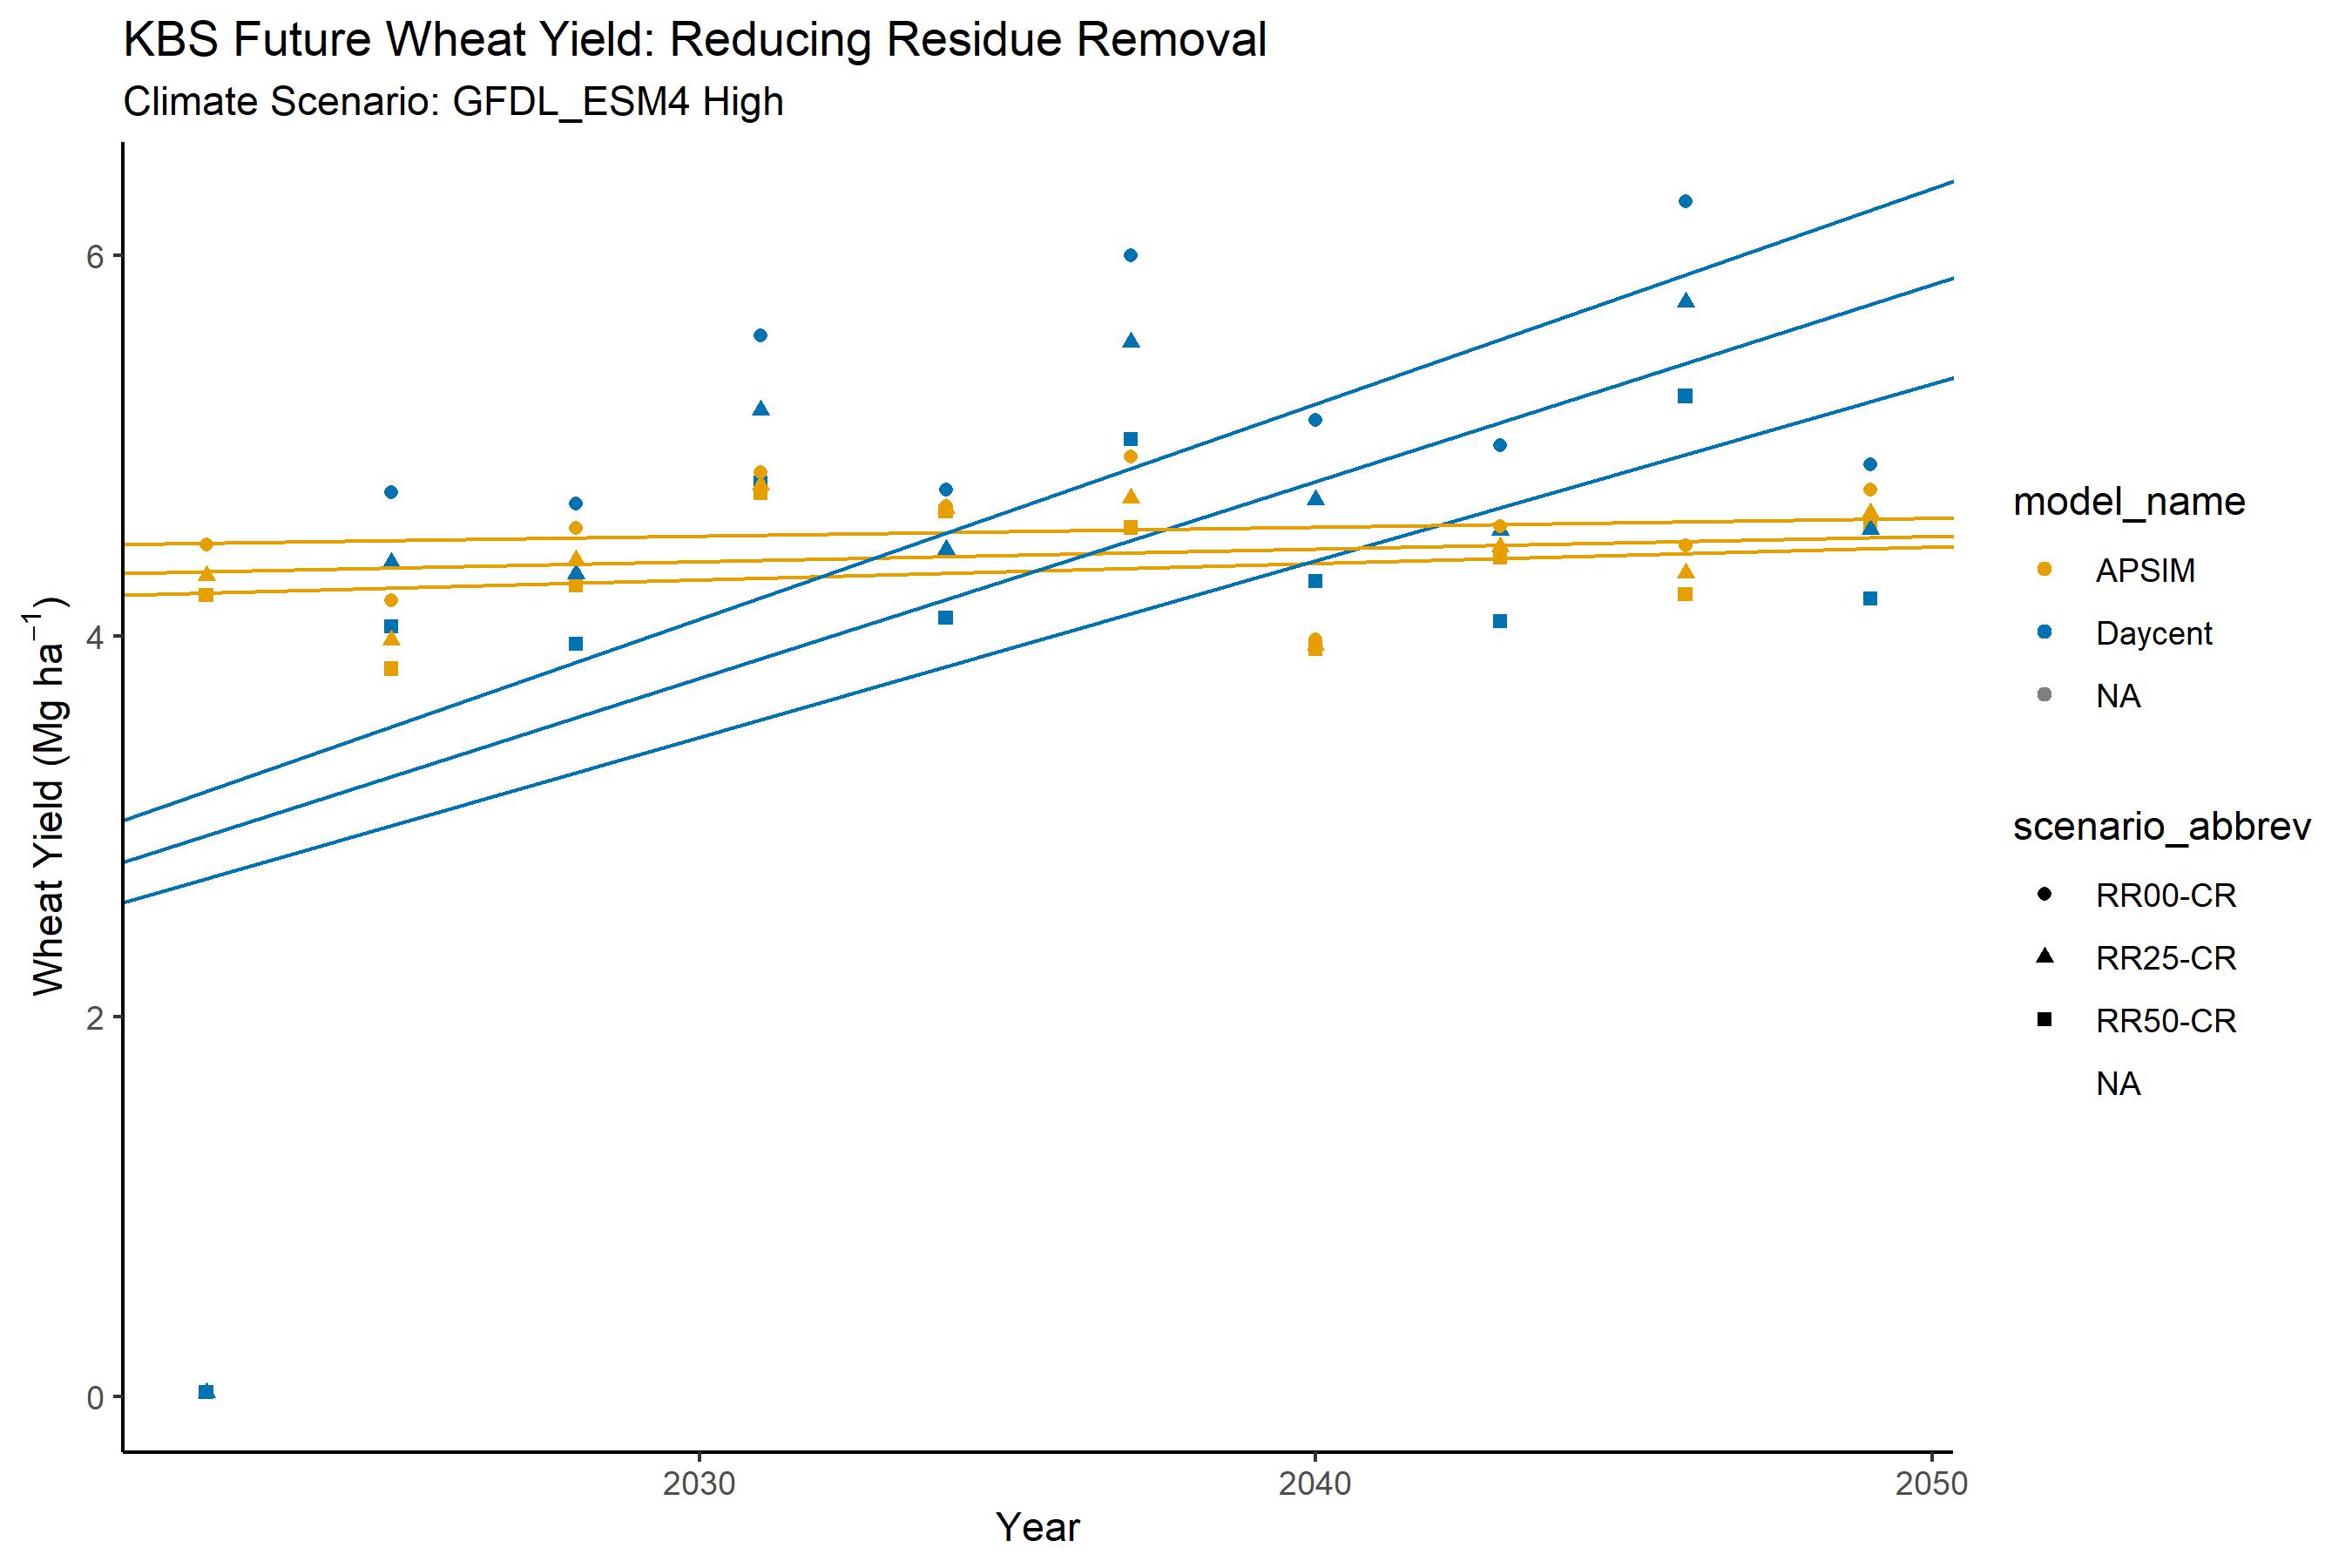 KBS Future Wheat Yield: Reducing Residue Removal
Climate Scenario: GFDL_ESM4 High
Wheat Yield (Mg ha⁻¹)
6
4
2
0
2030
2040
2050
Year
model_name
APSIM
Daycent
NA
scenario_abbrev
RR00-CR
RR25-CR
RR50-CR
NA